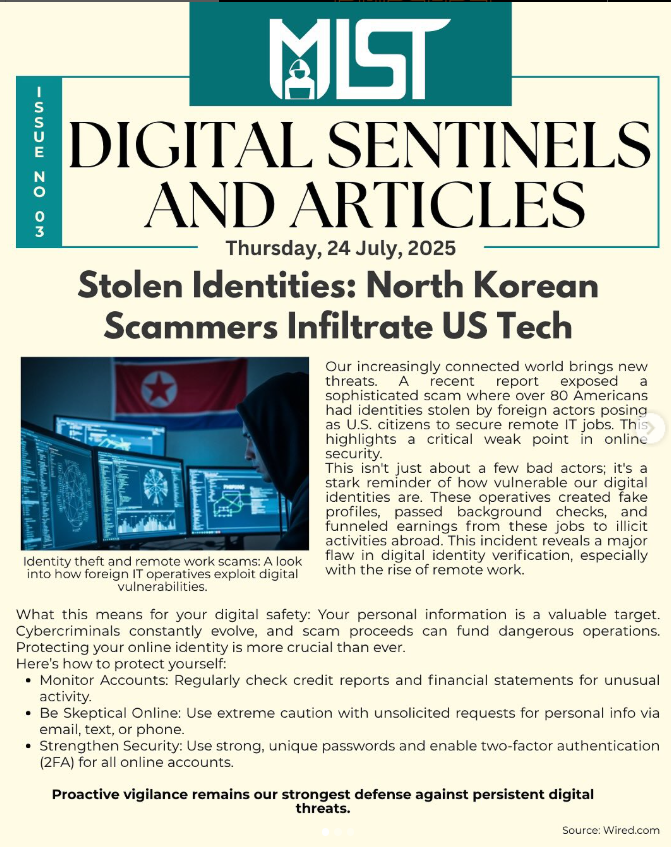 MIST
ISSUE NO 03
DIGITAL SENTINELS
AND ARTICLES
Thursday, 24 July, 2025
Stolen Identities: North Korean
Scammers Infiltrate US Tech
Our increasingly connected world brings new
threats. A recent report exposed a
sophisticated scam where over 80 Americans
had identities stolen by foreign actors posing
as U.S. citizens to secure remote IT jobs. This
highlights a critical weak point in online
security.
This isn't just about a few bad actors; it's a
stark reminder of how vulnerable our digital
identities are. These operatives created fake
profiles, passed background checks, and
funneled earnings from these jobs to illicit
activities abroad. This incident reveals a major
flaw in digital identity verification, especially
with the rise of remote work.
Identity theft and remote work scams: A look
into how foreign IT operatives exploit digital
vulnerabilities.
What this means for your digital safety: Your personal information is a valuable target.
Cybercriminals constantly evolve, and scam proceeds can fund dangerous operations.
Protecting your online identity is more crucial than ever.
Here's how to protect yourself:
• Monitor Accounts: Regularly check credit reports and financial statements for unusual
activity.
• Be Skeptical Online: Use extreme caution with unsolicited requests for personal info via
email, text, or phone.
• Strengthen Security: Use strong, unique passwords and enable two-factor authentication
(2FA) for all online accounts.
Proactive vigilance remains our strongest defense against persistent digital
threats.
Source: Wired.com